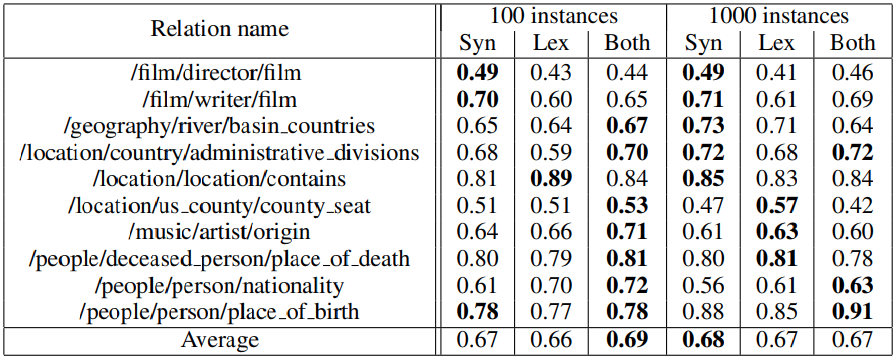 Relation name 100 instances 1000 instances
Syn Lex Both Syn Lex Both
/film/director/film 0.49 0.43 0.44 0.49 0.41 0.46
/film/writer/film 0.70 0.60 0.65 0.71 0.61 0.69
/geography/river/basin_countries 0.65 0.64 0.67 0.73 0.71 0.64
/location/country/administrative_divisions 0.68 0.59 0.70 0.72 0.68 0.72
/location/location/contains 0.81 0.89 0.84 0.85 0.83 0.84
/location/us_county/county_seat 0.51 0.51 0.53 0.47 0.57 0.42
/music/artist/origin 0.64 0.66 0.71 0.61 0.63 0.60
/people/deceased_person/place_of_death 0.80 0.79 0.81 0.80 0.81 0.78
/people/person/nationality 0.61 0.70 0.72 0.56 0.61 0.63
/people/person/place_of_birth 0.78 0.77 0.78 0.88 0.85 0.91
Average 0.67 0.66 0.69 0.68 0.67 0.67